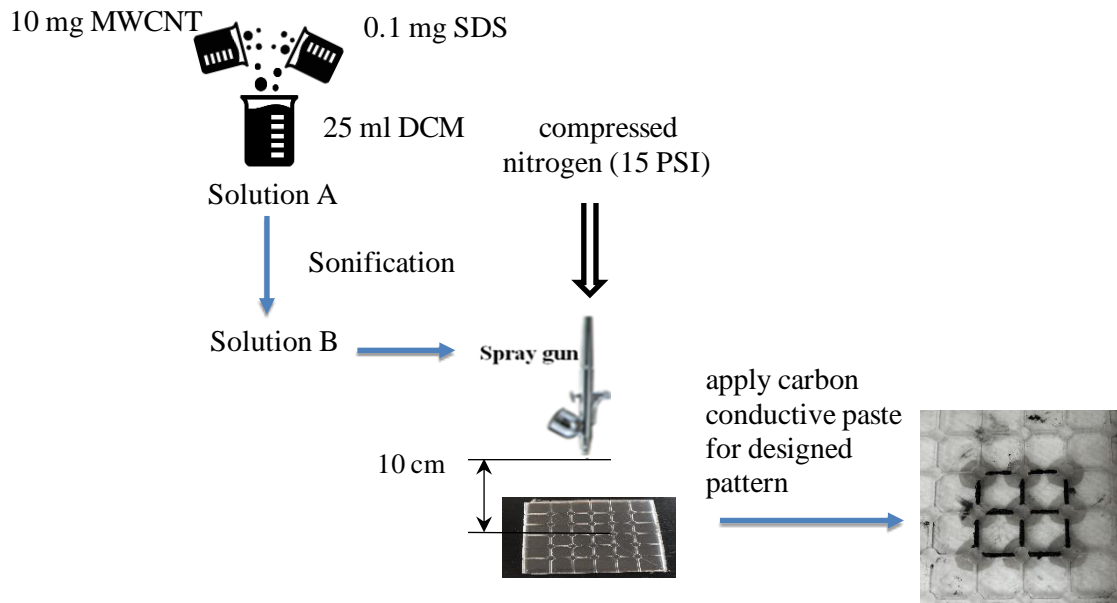 10 mg MWCNT
0.1 mg SDS
25 ml DCM
compressed
nitrogen (15 PSI)
Solution A
Sonification
Solution B
Spray gun
apply carbon
conductive paste
for designed
pattern
10 cm